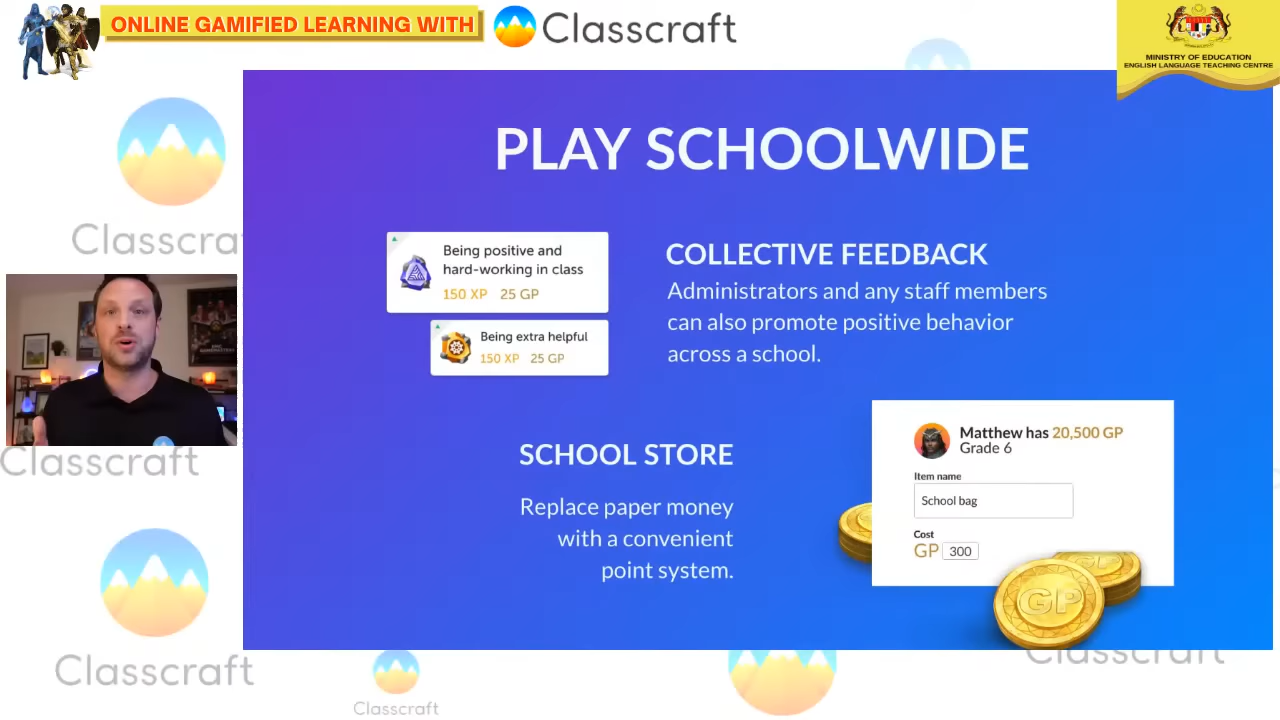 ONLINE GAMIFIED LEARNING WITH
Classcraft
MINISTRY OF EDUCATION
ENGLISH LANGUAGE TEACHING CENTRE
PLAY SCHOOLWIDE
Being positive and
hard-working in class
150 XP 25 GP
Being extra helpful
150 XP 25 GP
COLLECTIVE FEEDBACK
Administrators and any staff members
can also promote positive behavior
across a school.
SCHOOL STORE
Replace paper money
with a convenient
point system.
Matthew has 20,500 GP
Grade 6
Item name
School bag
Cost
GP 300
GP
GP
Classcra
Classcraft
Classcraft
Classcraft
Classcraft